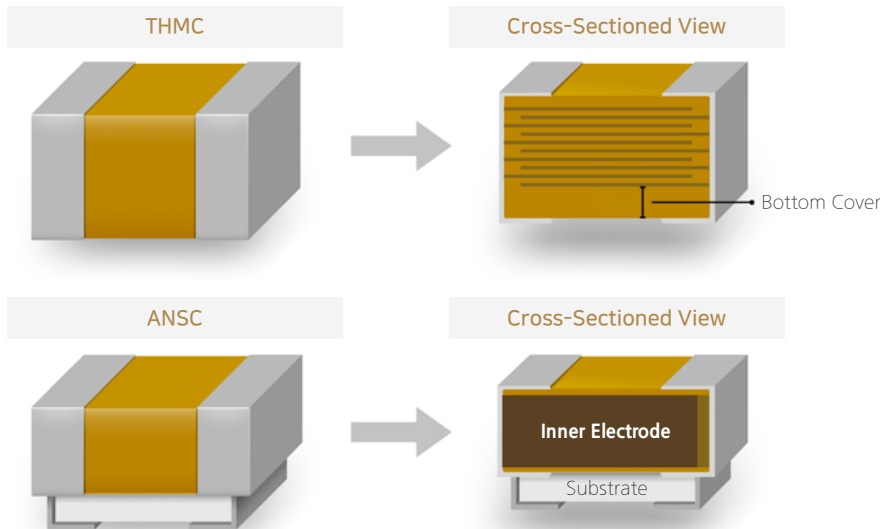 THMC
Cross-Sectioned View
Bottom Cover
ANSC
Cross-Sectioned View
Inner Electrode
Substrate